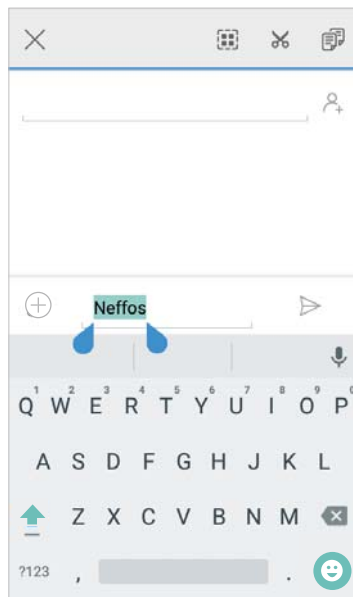 Neffos
1 2 3 4 5 6 7 8 9 0
Q W E R T Y U I O P
A S D F G H J K L
Z X C V B N M
?123 , .